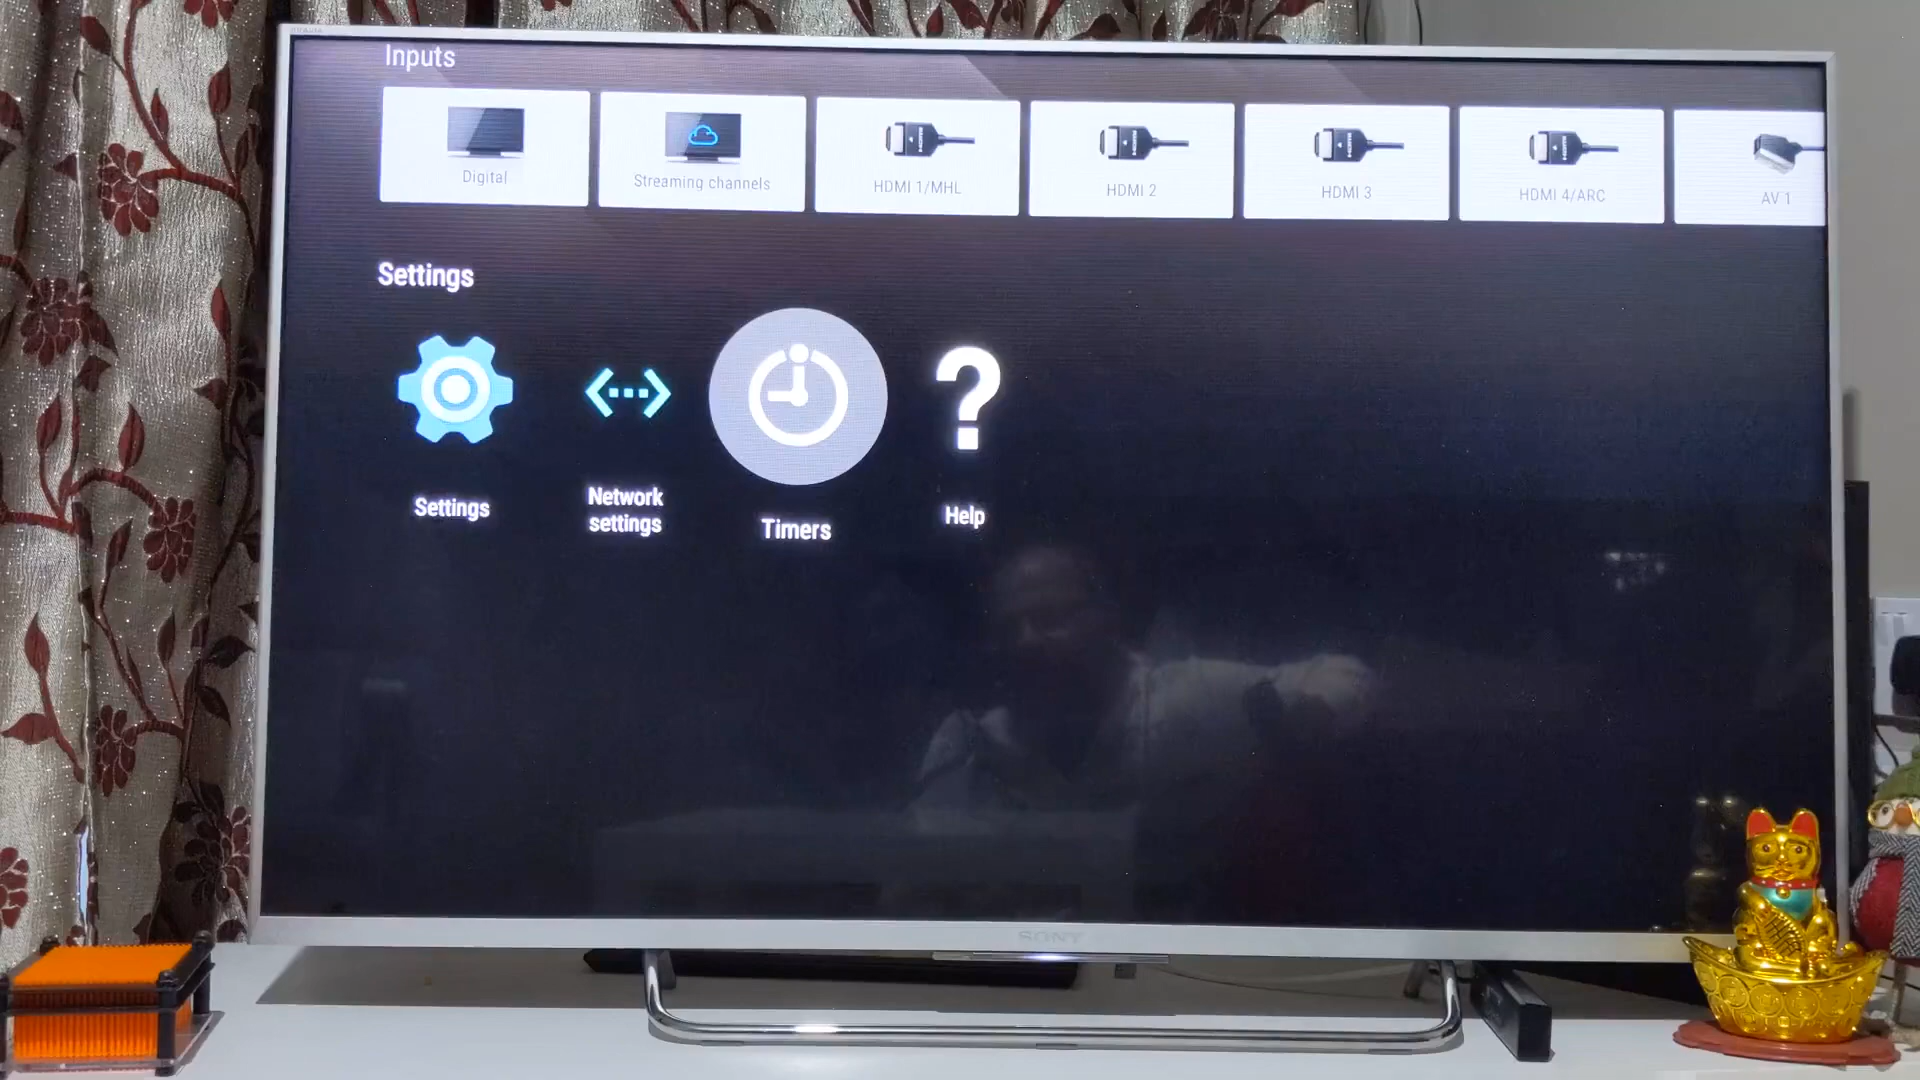 Inputs
Digital
Streaming channels
HDMI 1/MHL
HDMI 2
HDMI 3
HDMI 4/ARC
AV 1
Settings
Settings
Network
settings
Timers
Help
SONY